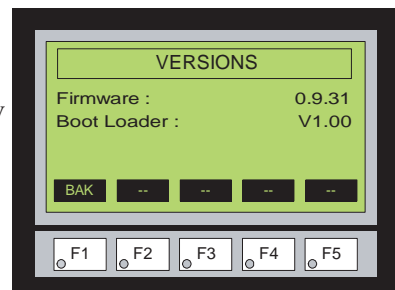 VERSIONS
Firmware : 0.9.31
Boot Loader : V1.00
BAK -- -- -- --
F1 F2 F3 F4 F5